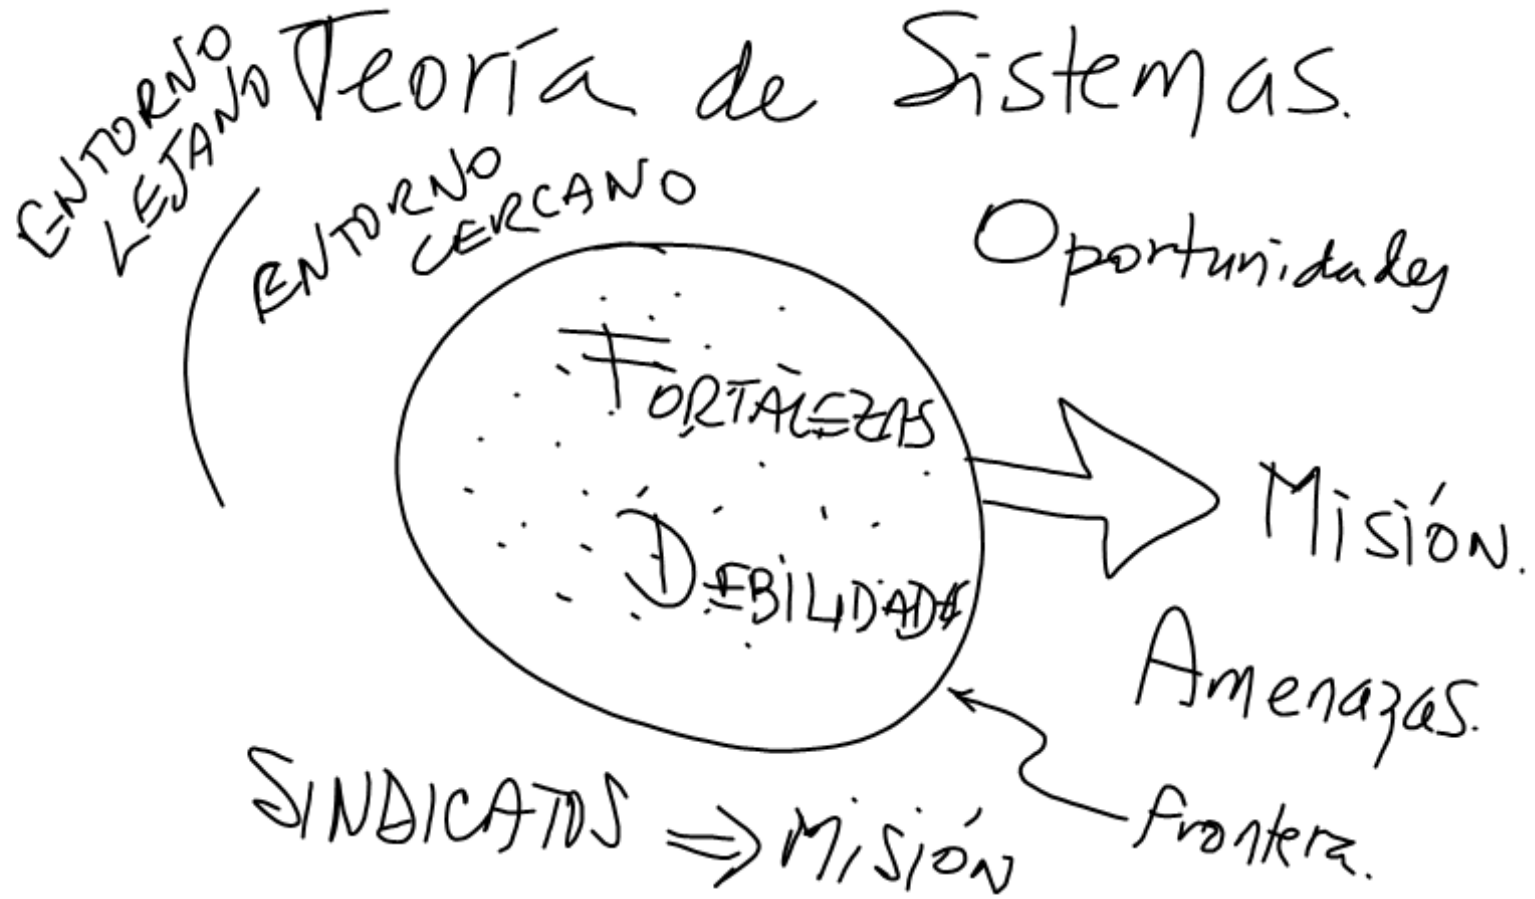 Teoría de Sistemas.
ENTORNO
LEJANO
ENTORNO
CERCANO
Oportunidades
FORTALEZAS
DEBILIDADES
Misión.
Amenazas.
frontera.
SINDICATOS ⇒ Misión